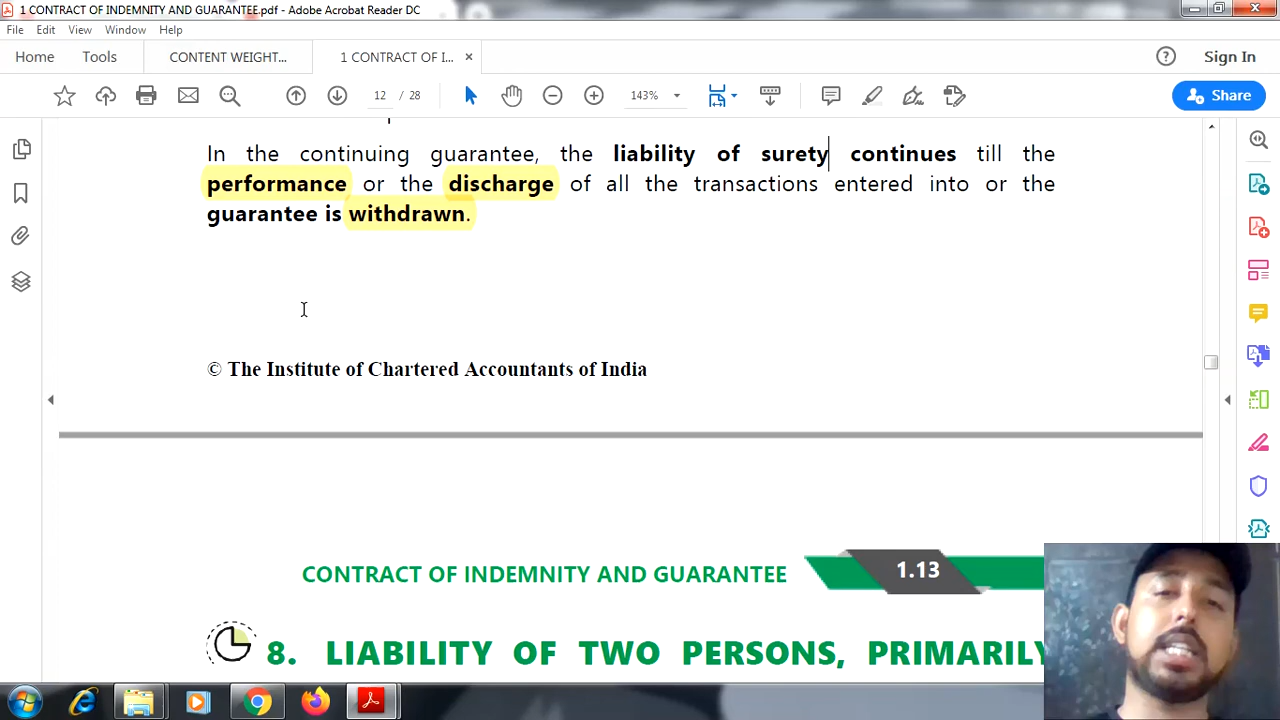 1 CONTRACT OF INDEMNITY AND GUARANTEE.pdf - Adobe Acrobat Reader DC
File Edit View Window Help
Home Tools CONTENT WEIGHT... 1 CONTRACT OF I... × Sign In
12 / 28 143% Share
In the continuing guarantee, the liability of surety continues till the
performance or the discharge of all the transactions entered into or the
guarantee is withdrawn.
© The Institute of Chartered Accountants of India
CONTRACT OF INDEMNITY AND GUARANTEE 1.13
8. LIABILITY OF TWO PERSONS, PRIMARILY